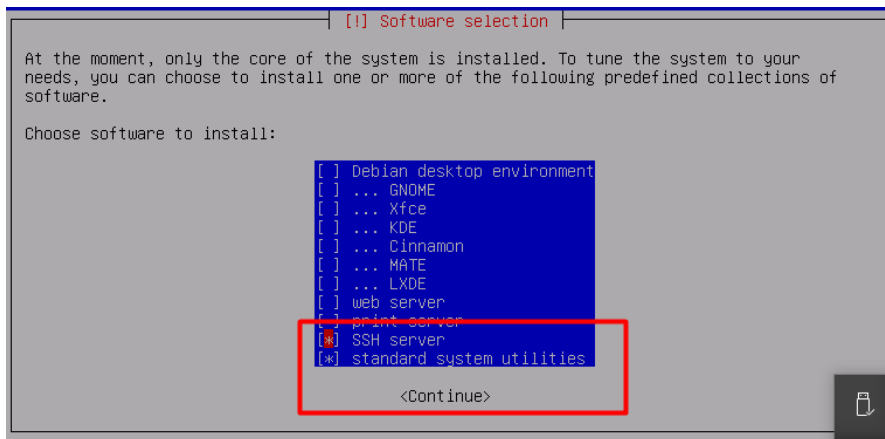 [!] Software selection
At the moment, only the core of the system is installed. To tune the system to your
needs, you can choose to install one or more of the following predefined collections of
software.
Choose software to install:
[ ] Debian desktop environment
[ ] ... GNOME
[ ] ... Xfce
[ ] ... KDE
[ ] ... Cinnamon
[ ] ... MATE
[ ] ... LXDE
[ ] web server
[ ] print server
[*] SSH server
[*] standard system utilities
<Continue>